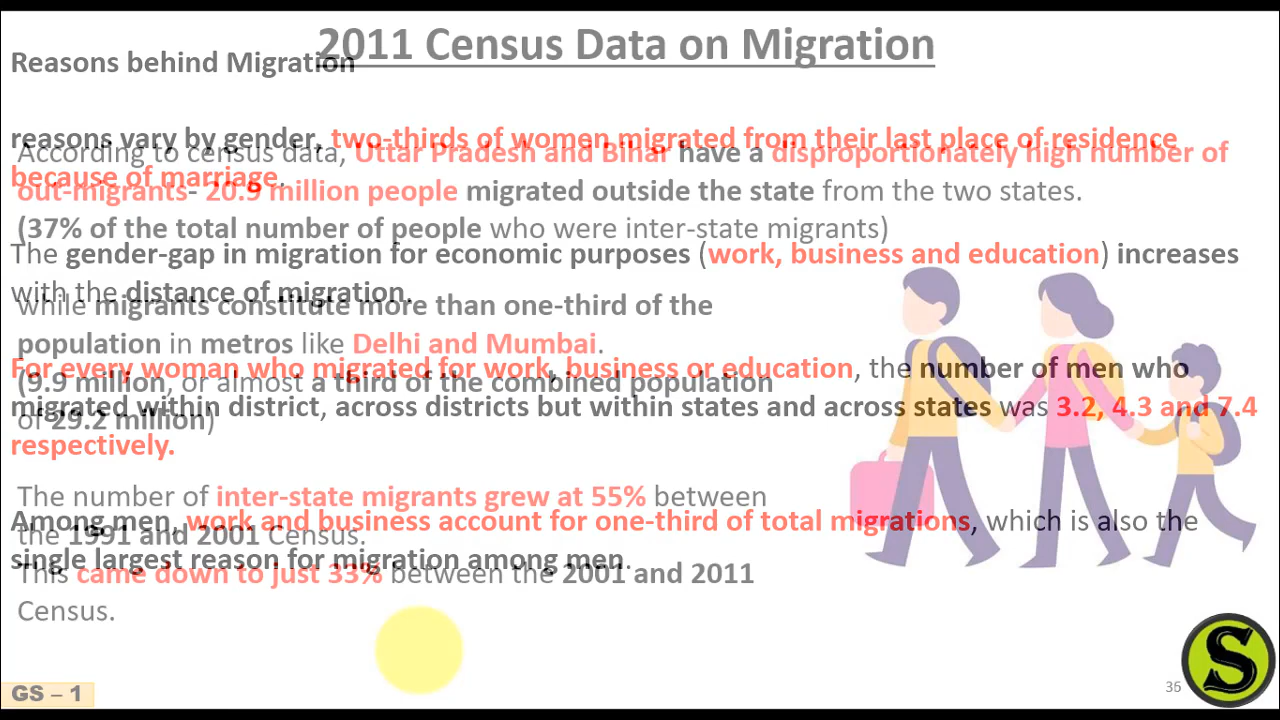 2011 Census Data on Migration
According to census data, Uttar Pradesh and Bihar have a disproportionately high number of
out-migrants- 20.9 million people migrated outside the state from the two states.
(37% of the total number of people who were inter-state migrants)
while migrants constitute more than one-third of the
population in metros like Delhi and Mumbai.
(9.9 million, or almost a third of the combined population
of 29.2 million)
The number of inter-state migrants grew at 55% between
the 1991 and 2001 Census.
This came down to just 33% between the 2001 and 2011
Census.
Reasons behind Migration
reasons vary by gender, two-thirds of women migrated from their last place of residence
because of marriage.
The gender-gap in migration for economic purposes (work, business and education) increases
with the distance of migration.
For every woman who migrated for work, business or education, the number of men who
migrated within district, across districts but within states and across states was 3.2, 4.3 and 7.4
respectively.
Among men, work and business account for one-third of total migrations, which is also the
single largest reason for migration among men.
GS – 1
S